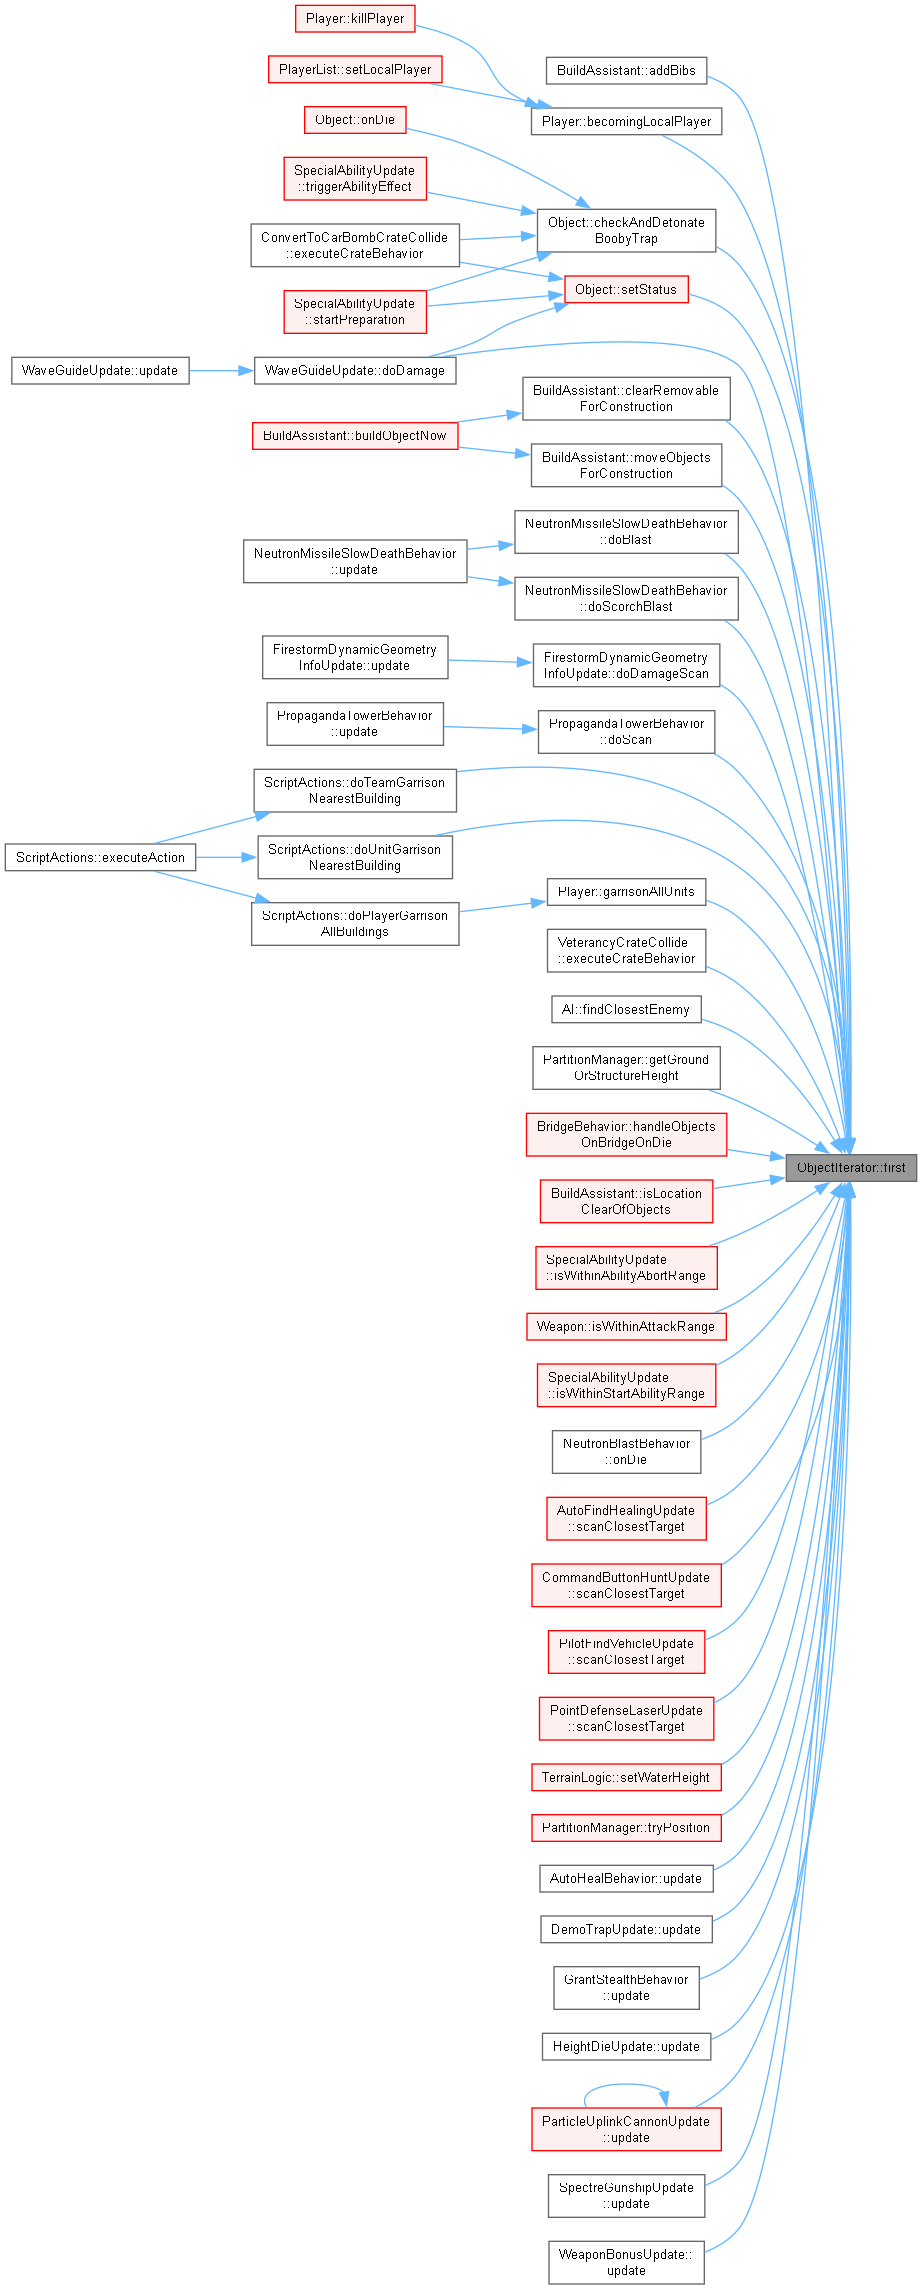 Player::killPlayer
PlayerList::setLocalPlayer
BuildAssistant::addBibs
Object::onDie
Player::becomingLocalPlayer
SpecialAbilityUpdate
::triggerAbilityEffect
Object::checkAndDetonate
BoobyTrap
ConvertToCarBombCrateCollide
::executeCrateBehavior
Object::setStatus
SpecialAbilityUpdate
::startPreparation
WaveGuideUpdate::update
WaveGuideUpdate::doDamage
BuildAssistant::clearRemovable
ForConstruction
BuildAssistant::buildObjectNow
BuildAssistant::moveObjects
ForConstruction
NeutronMissileSlowDeathBehavior
::doBlast
NeutronMissileSlowDeathBehavior
::update
NeutronMissileSlowDeathBehavior
::doScorchBlast
FirestormDynamicGeometry
InfoUpdate::update
FirestormDynamicGeometry
InfoUpdate::doDamageScan
PropagandaTowerBehavior
::update
PropagandaTowerBehavior
::doScan
ScriptActions::doTeamGarrison
NearestBuilding
ScriptActions::executeAction
ScriptActions::doUnitGarrison
NearestBuilding
Player::garrisonAllUnits
ScriptActions::doPlayerGarrison
AllBuildings
VeterancyCrateCollide
::executeCrateBehavior
AI::findClosestEnemy
PartitionManager::getGround
OrStructureHeight
BridgeBehavior::handleObjects
OnBridgeOnDie
ObjectIterator::first
BuildAssistant::isLocation
ClearOfObjects
SpecialAbilityUpdate
::isWithinAbilityAbortRange
Weapon::isWithinAttackRange
SpecialAbilityUpdate
::isWithinStartAbilityRange
NeutronBlastBehavior
::onDie
AutoFindHealingUpdate
::scanClosestTarget
CommandButtonHuntUpdate
::scanClosestTarget
PilotFindVehicleUpdate
::scanClosestTarget
PointDefenseLaserUpdate
::scanClosestTarget
TerrainLogic::setWaterHeight
PartitionManager::tryPosition
AutoHealBehavior::update
DemoTrapUpdate::update
GrantStealthBehavior
::update
HeightDieUpdate::update
ParticleUplinkCannonUpdate
::update
SpectreGunshipUpdate
::update
WeaponBonusUpdate::
update